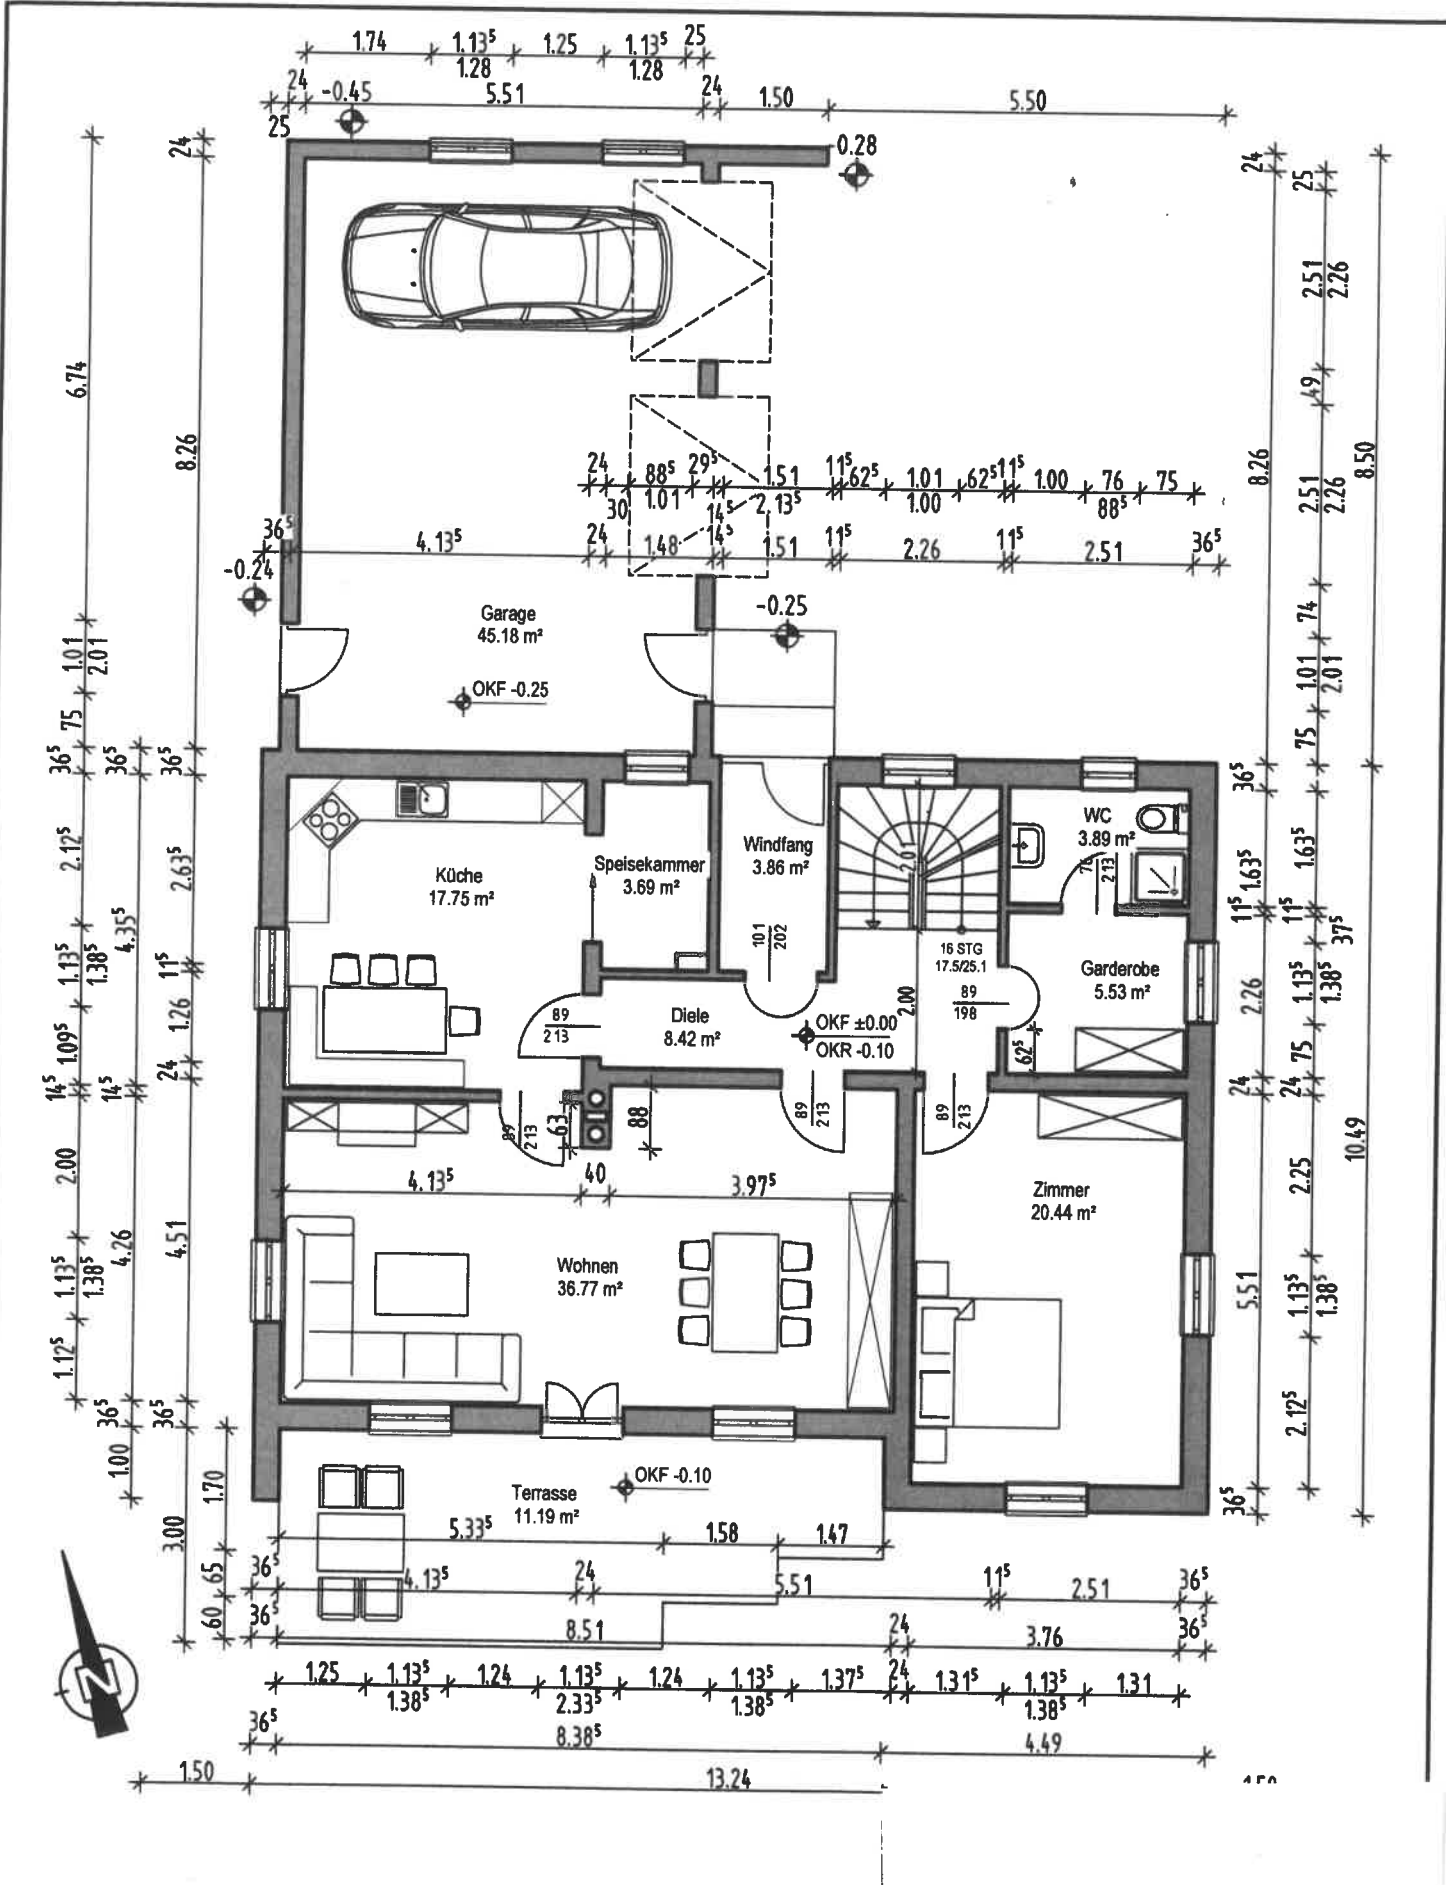 1.74 1.13⁵ 1.25 1.13⁵ 25
1.28 1.28
24 5.51 24 1.50 5.50
-0.45
25
-0.28
24
24
25
6.74
8.26
2.51
2.26
49
8.26
8.50
2.51
2.26
24 88⁵ 29⁵ 1.51 11⁵ 62⁵ 1.01 62⁵ 11⁵ 1.00 76 75
30 1.01 14⁵ 2.13⁵ 1.00 88⁵
36⁵ 4.13⁵ 24 1.48 14⁵ 1.51 11⁵ 2.26 11⁵ 2.51 36⁵
-0.24
-0.25
Garage
45.18 m²
OKF -0.25
74
1.01
2.01
1.01
2.01
75
75
36⁵
36⁵
36⁵
36⁵
Küche
17.75 m²
Speisekammer
3.69 m²
Windfang
3.86 m²
2.01
WC
3.89 m²
76
213
101
202
16 STG
17.5/25.1
Garderobe
5.53 m²
2.12⁵
2.63⁵
4.35⁵
1.13⁵
1.38⁵
11⁵
1.26
1.09⁵
24
14⁵
14⁵
1.63⁵
1.63⁵
11⁵
11⁵
37⁵
2.26
1.13⁵
1.38⁵
75
24
24
89
213
Diele
8.42 m²
OKF ±0.00
OKR -0.10
2.00
89
198
62⁵
89
213
63
88
89
213
89
213
4.13⁵ 40 3.97⁵
Zimmer
20.44 m²
Wohnen
36.77 m²
2.00
4.26
4.51
1.13⁵
1.38⁵
1.12⁵
36⁵
36⁵
1.00
2.25
10.49
5.51
1.13⁵
1.38⁵
2.12⁵
36⁵
Terrasse
11.19 m²
OKF -0.10
1.70
3.00
65
60
5.33⁵ 1.58 1.47
36⁵ 4.13⁵ 24 5.51 11⁵ 2.51 36⁵
36⁵ 8.51 24 3.76 36⁵
1.25 1.13⁵ 1.24 1.13⁵ 1.24 1.13⁵ 1.37⁵ 24 1.31⁵ 1.13⁵ 1.31
1.38⁵ 2.33⁵ 1.38⁵ 1.38⁵
36⁵ 8.38⁵ 4.49
1.50 13.24
N